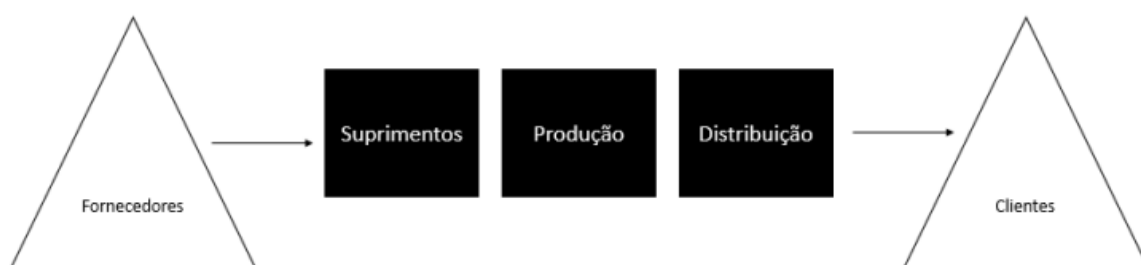 Fornecedores
Suprimentos
Produção
Distribuição
Clientes